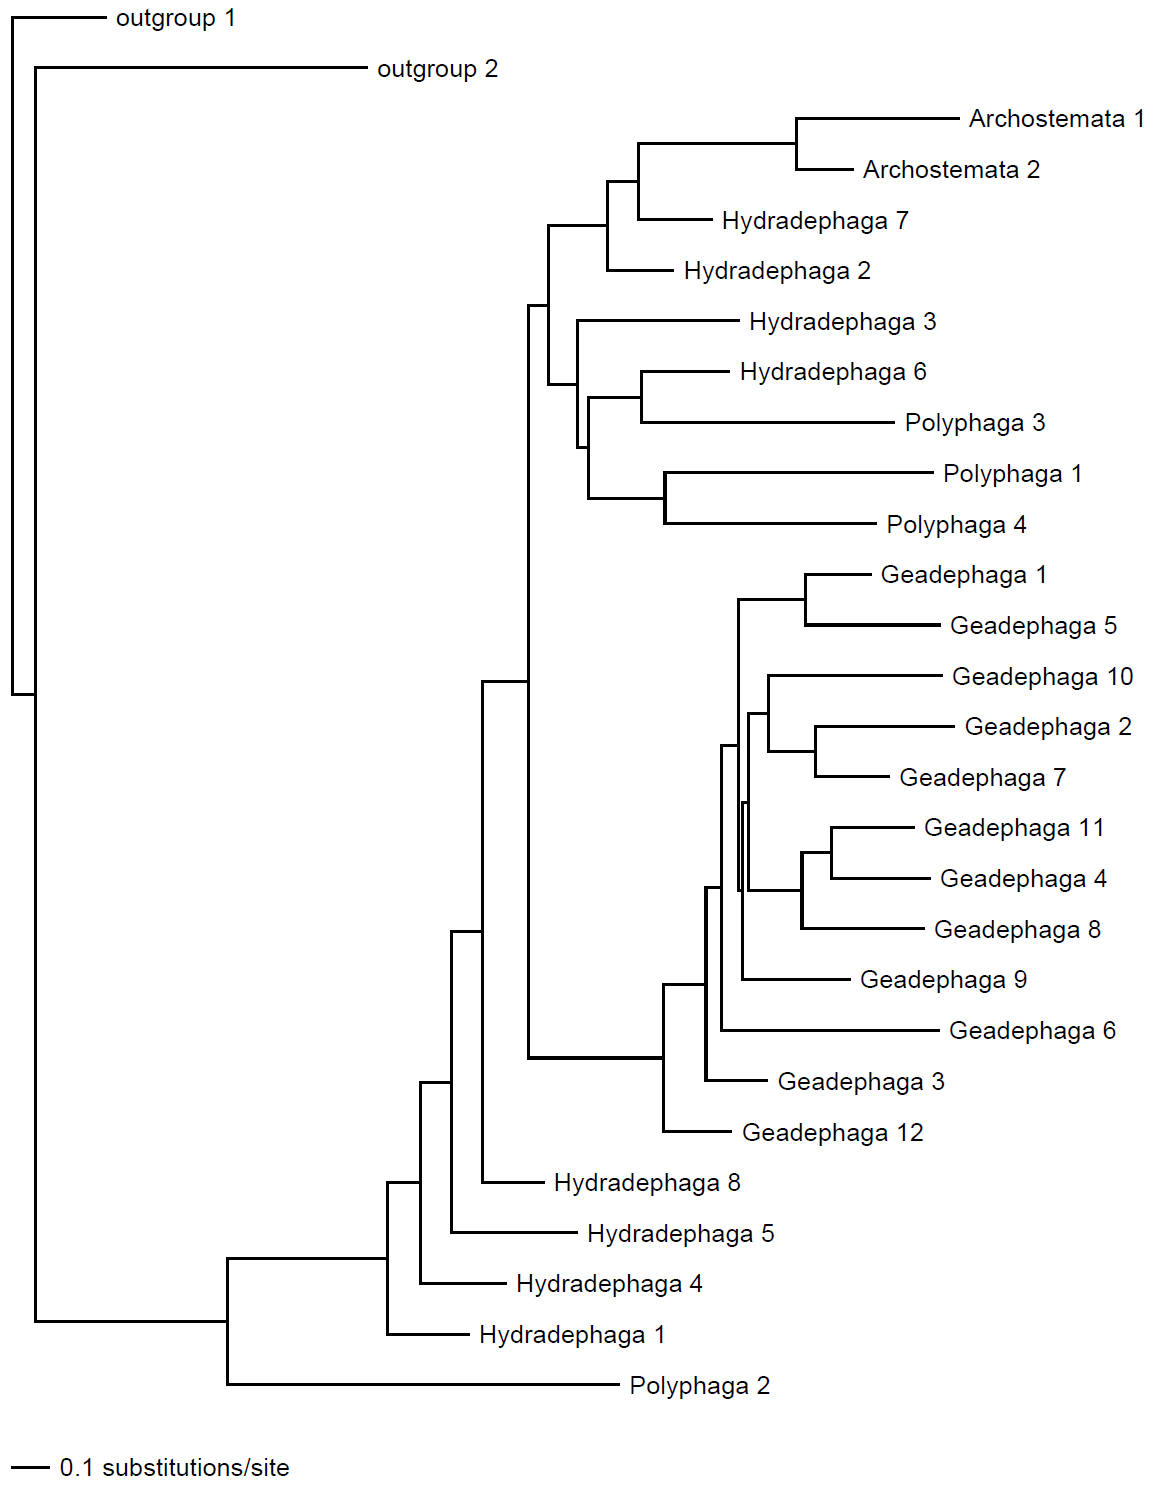 outgroup 1
outgroup 2
Archostemata 1
Archostemata 2
Hydradephaga 7
Hydradephaga 2
Hydradephaga 3
Hydradephaga 6
Polyphaga 3
Polyphaga 1
Polyphaga 4
Geadephaga 1
Geadephaga 5
Geadephaga 10
Geadephaga 2
Geadephaga 7
Geadephaga 11
Geadephaga 4
Geadephaga 8
Geadephaga 9
Geadephaga 6
Geadephaga 3
Geadephaga 12
Hydradephaga 8
Hydradephaga 5
Hydradephaga 4
Hydradephaga 1
Polyphaga 2
0.1 substitutions/site